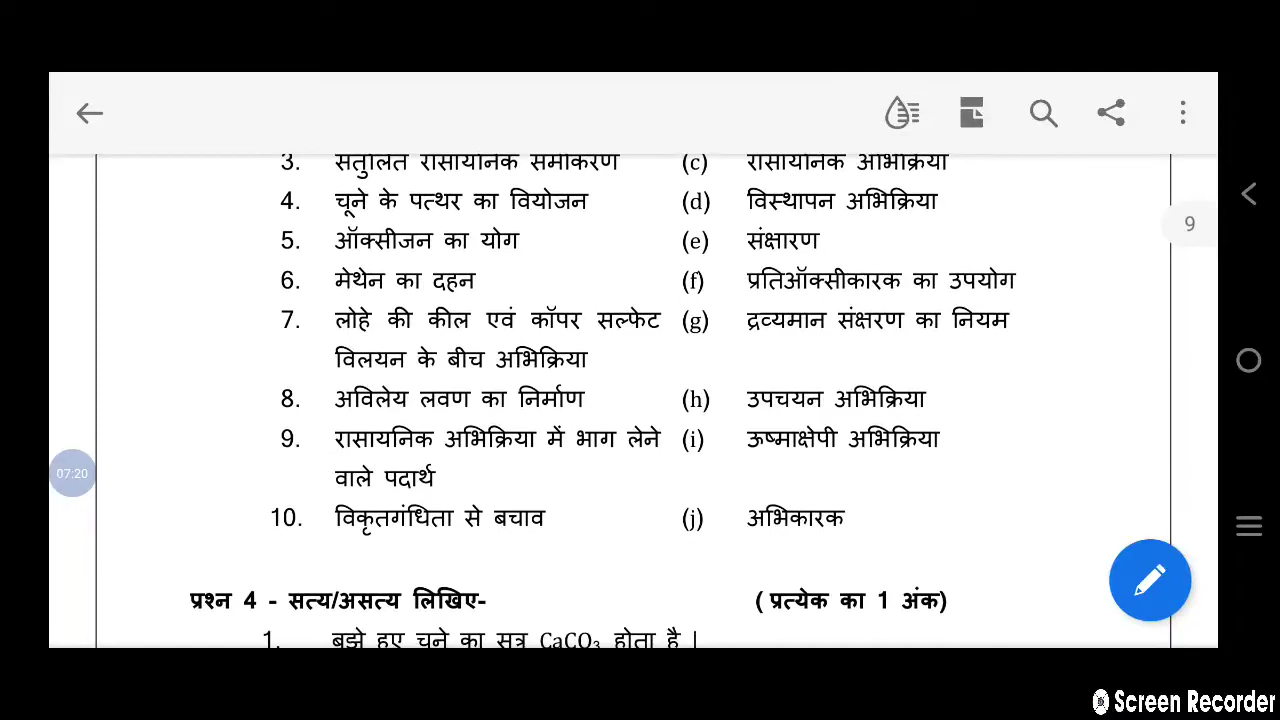 9
3. संतुलित रासायनिक समीकरण (c) रासायनिक अभिक्रिया
4. चूने के पत्थर का वियोजन (d) विस्थापन अभिक्रिया
5. ऑक्सीजन का योग (e) संक्षारण
6. मेथेन का दहन (f) प्रतिऑक्सीकारक का उपयोग
7. लोहे की कील एवं कॉपर सल्फेट (g) द्रव्यमान संक्षरण का नियम
विलयन के बीच अभिक्रिया
8. अविलेय लवण का निर्माण (h) उपचयन अभिक्रिया
9. रासायनिक अभिक्रिया में भाग लेने (i) ऊष्माक्षेपी अभिक्रिया
वाले पदार्थ
07:20
10. विकृतगंधिता से बचाव (j) अभिकारक
प्रश्न 4 - सत्य/असत्य लिखिए- ( प्रत्येक का 1 अंक)
1. बुझे हुए चूने का सूत्र CaCO₃ होता है |
Screen Recorder